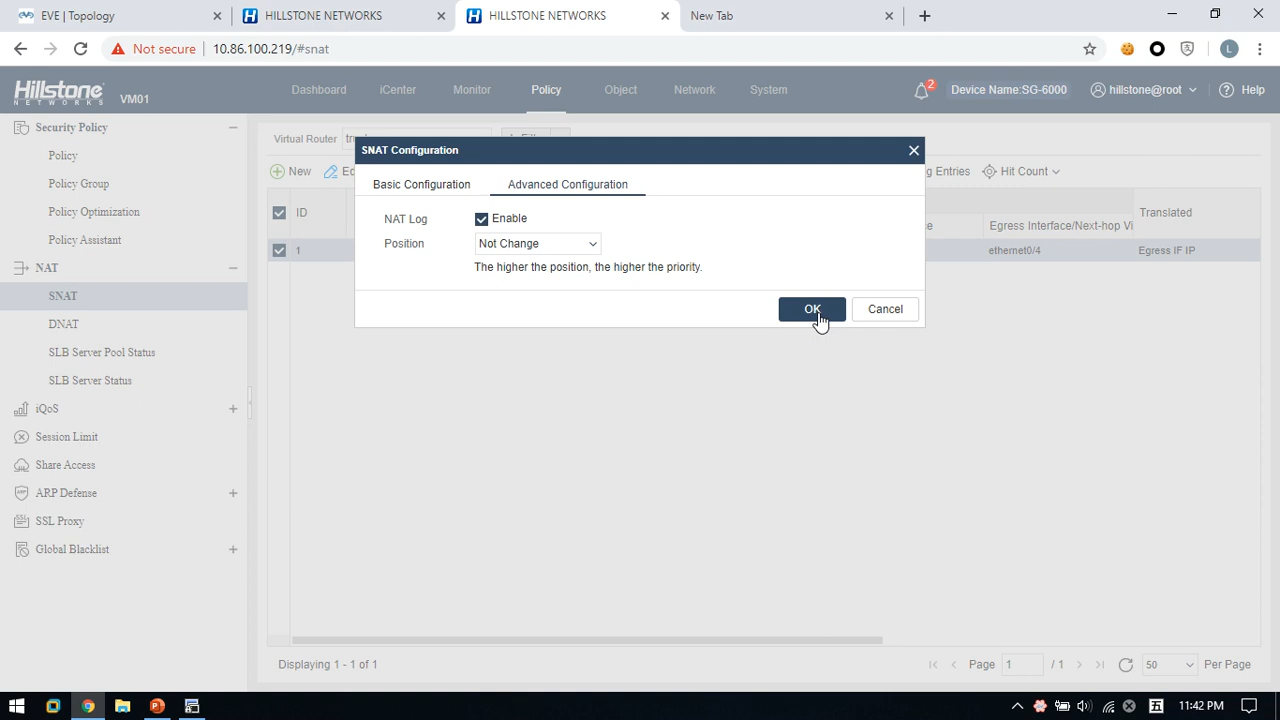 EVE | Topology
HILLSTONE NETWORKS
HILLSTONE NETWORKS
New Tab
Not secure 10.86.100.219/#snat
L
Hillstone
NETWORKS
VM01
Dashboard iCenter Monitor Policy Object Network System
2
Device Name:SG-6000
hillstone@root
Help
Security Policy
Policy
Policy Group
Policy Optimization
Policy Assistant
NAT
SNAT
DNAT
SLB Server Pool Status
SLB Server Status
iQoS
Session Limit
Share Access
ARP Defense
SSL Proxy
Global Blacklist
Virtual Router
New
Entries
Hit Count
ID
Egress Interface/Next-hop Vi
Translated
1
ethernet0/4
Egress IF IP
SNAT Configuration
Basic Configuration
Advanced Configuration
NAT Log
Enable
Position
Not Change
The higher the position, the higher the priority.
OK
Cancel
Displaying 1 - 1 of 1
Page 1 / 1
50
Per Page
五
11:42 PM